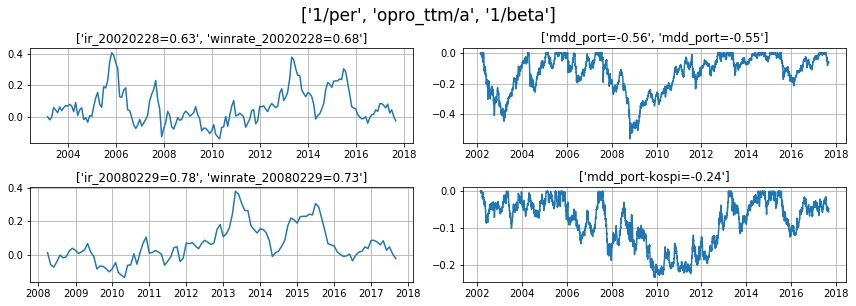 ['1/per', 'opro_ttm/a', '1/beta']
['ir_20020228=0.63', 'winrate_20020228=0.68']
0.4
0.2
0.0
2004 2006 2008 2010 2012 2014 2016 2018
['mdd_port=-0.56', 'mdd_port=-0.55']
0.0
−0.2
−0.4
2002 2004 2006 2008 2010 2012 2014 2016 2018
['ir_20080229=0.78', 'winrate_20080229=0.73']
0.4
0.2
0.0
2008 2009 2010 2011 2012 2013 2014 2015 2016 2017 2018
['mdd_port-kospi=-0.24']
0.0
−0.1
−0.2
2002 2004 2006 2008 2010 2012 2014 2016 2018